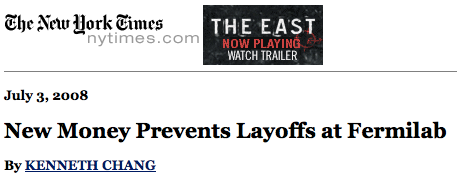 The New York Times
nytimes.com
THE EAST
NOW PLAYING
WATCH TRAILER
July 3, 2008
New Money Prevents Layoffs at Fermilab
By KENNETH CHANG